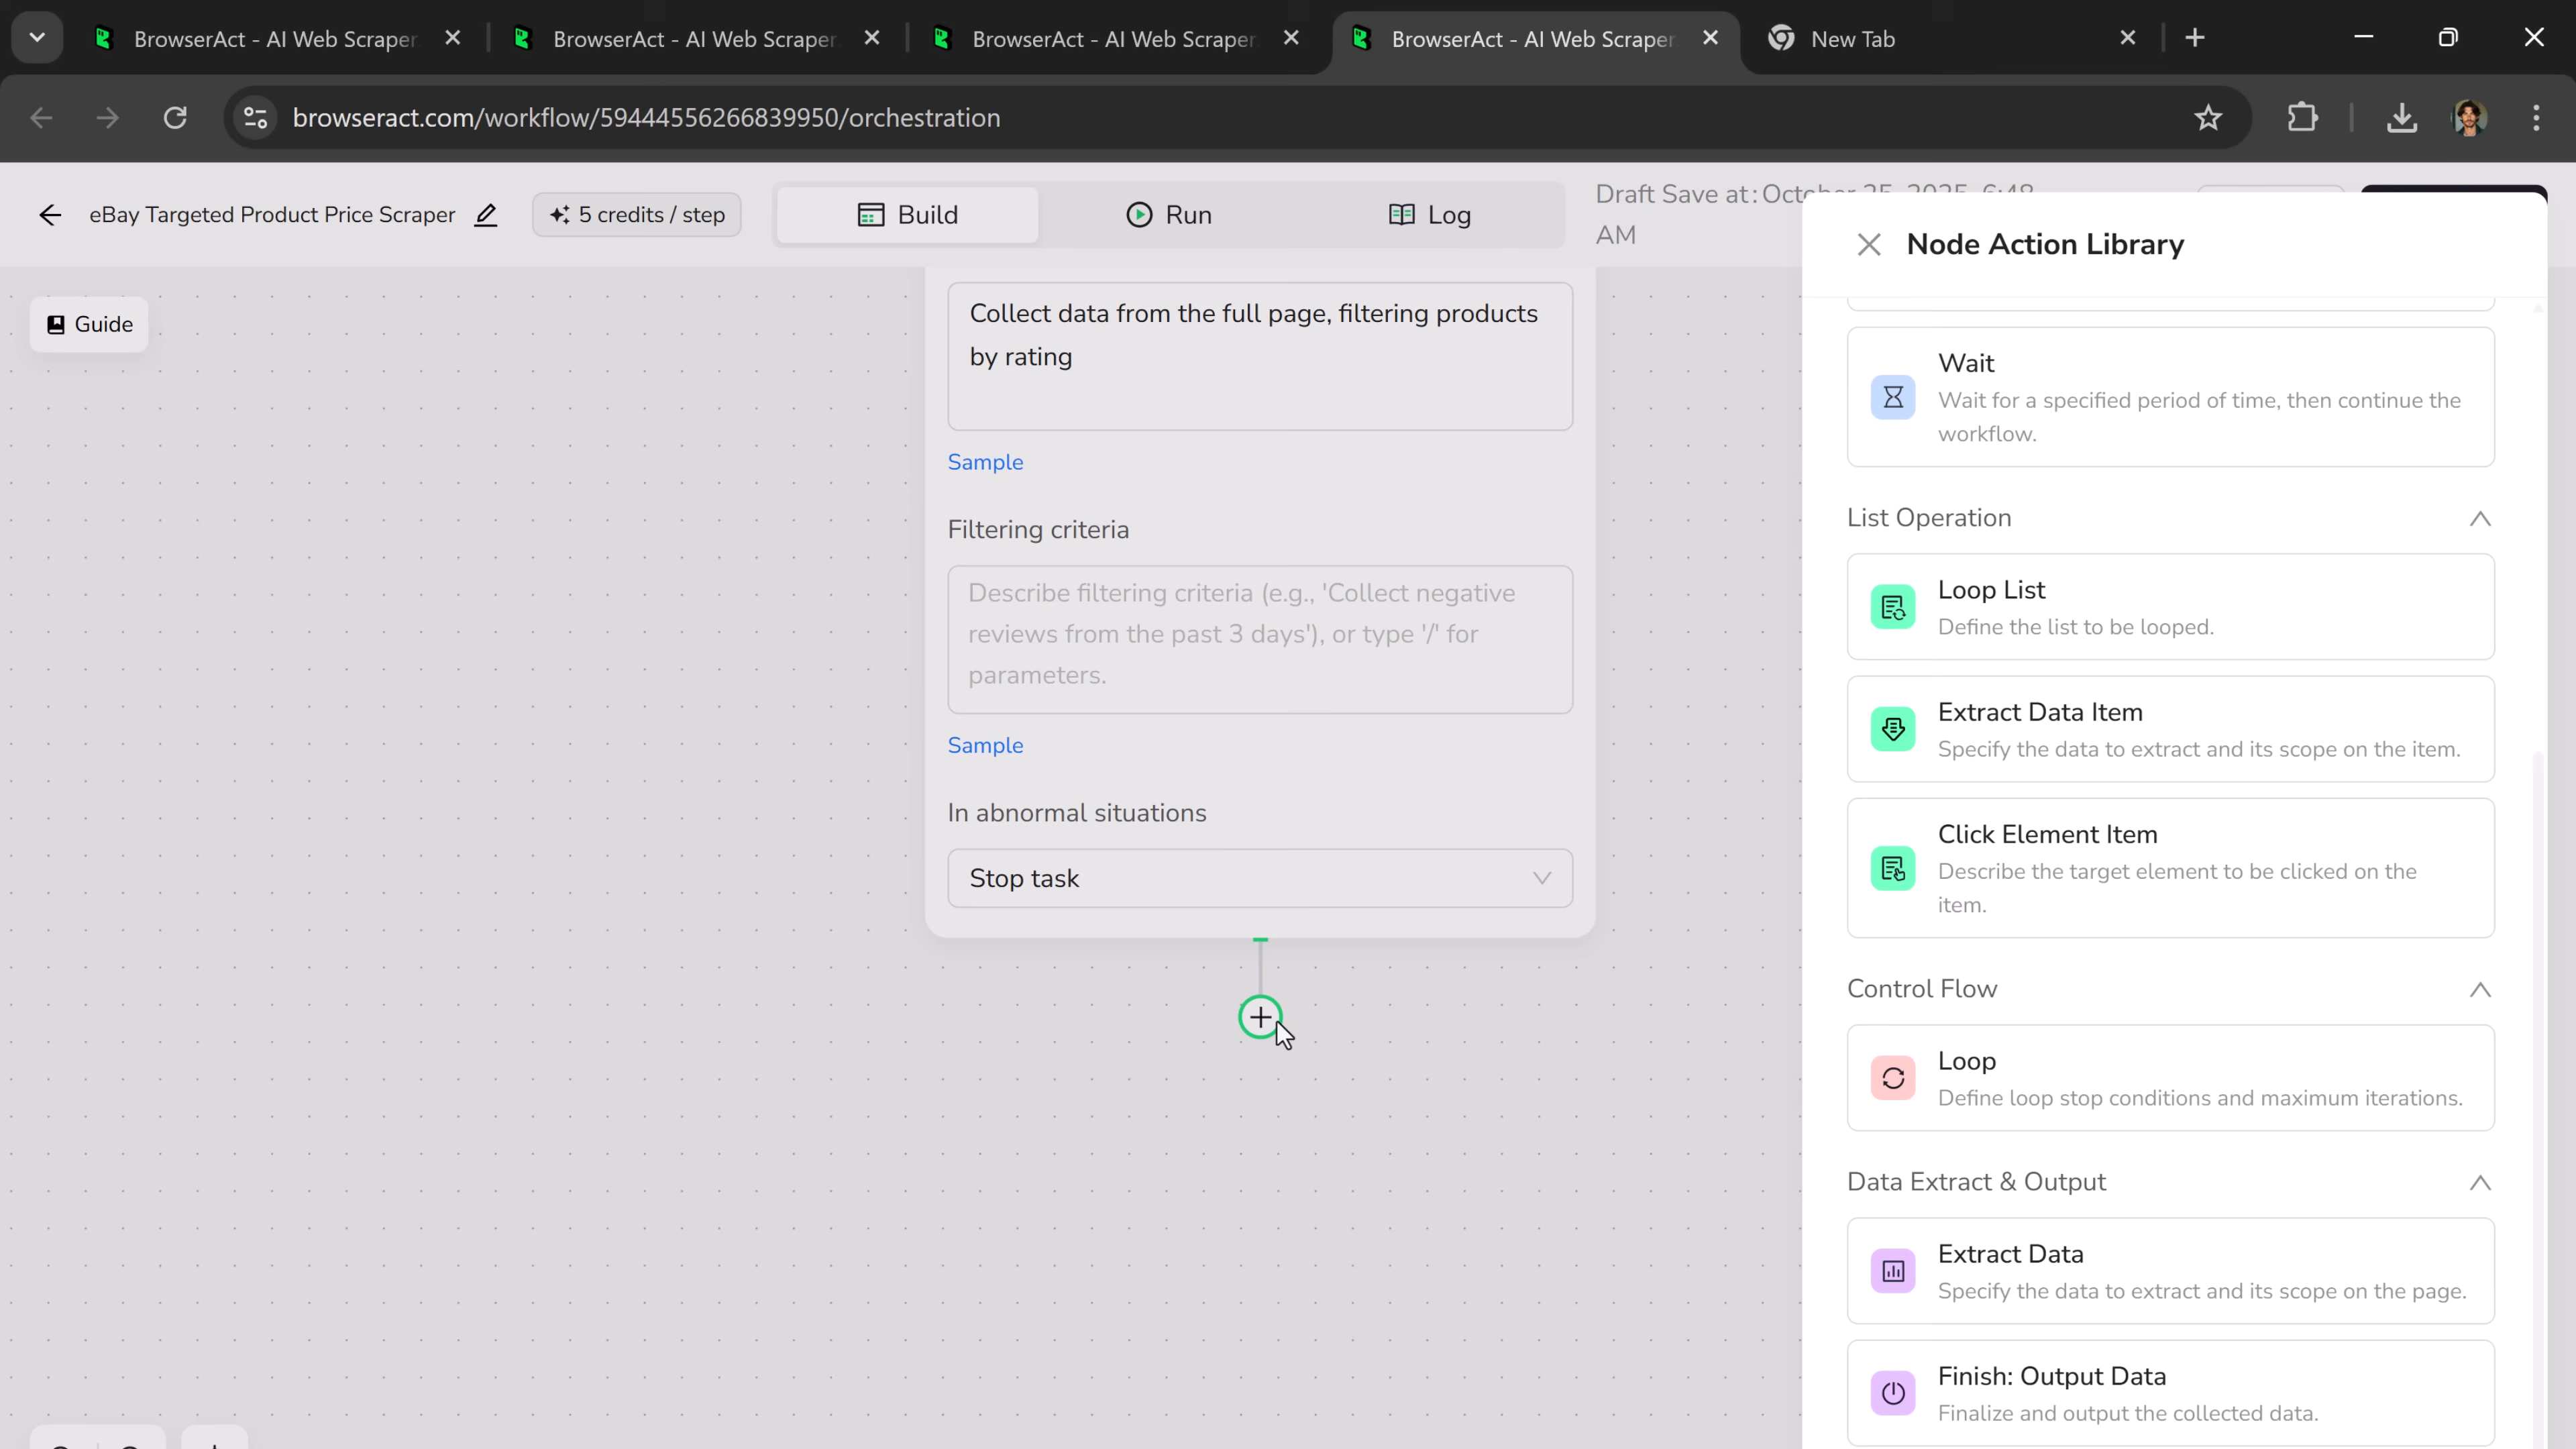 BrowserAct - AI Web Scraper
BrowserAct - AI Web Scraper
BrowserAct - AI Web Scraper
BrowserAct - AI Web Scraper
New Tab
browseract.com/workflow/59444556266839950/orchestration
eBay Targeted Product Price Scraper
5 credits / step
Build
Run
Log
Draft Save at: October 25, 2025, 6:48
AM
Guide
Collect data from the full page, filtering products
by rating
Sample
Filtering criteria
Describe filtering criteria (e.g., 'Collect negative
reviews from the past 3 days'), or type '/' for
parameters.
Sample
In abnormal situations
Stop task
Node Action Library
Wait
Wait for a specified period of time, then continue the
workflow.
List Operation
Loop List
Define the list to be looped.
Extract Data Item
Specify the data to extract and its scope on the item.
Click Element Item
Describe the target element to be clicked on the
item.
Control Flow
Loop
Define loop stop conditions and maximum iterations.
Data Extract & Output
Extract Data
Specify the data to extract and its scope on the page.
Finish: Output Data
Finalize and output the collected data.